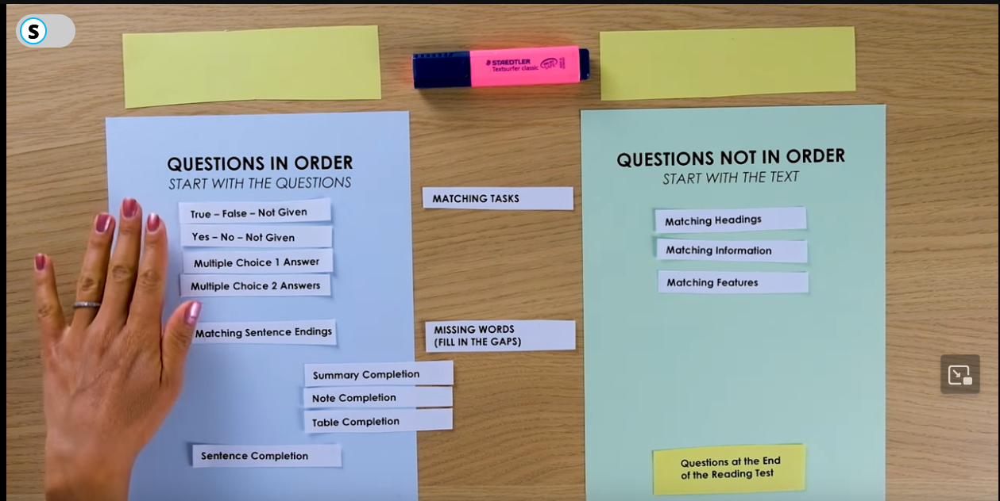 S
STAEDTLER
Textsurfer classic
QUESTIONS IN ORDER
START WITH THE QUESTIONS
True – False – Not Given
Yes – No – Not Given
Multiple Choice 1 Answer
Multiple Choice 2 Answers
Matching Sentence Endings
Summary Completion
Note Completion
Table Completion
Sentence Completion
MATCHING TASKS
MISSING WORDS
(FILL IN THE GAPS)
QUESTIONS NOT IN ORDER
START WITH THE TEXT
Matching Headings
Matching Information
Matching Features
Questions at the End
of the Reading Test